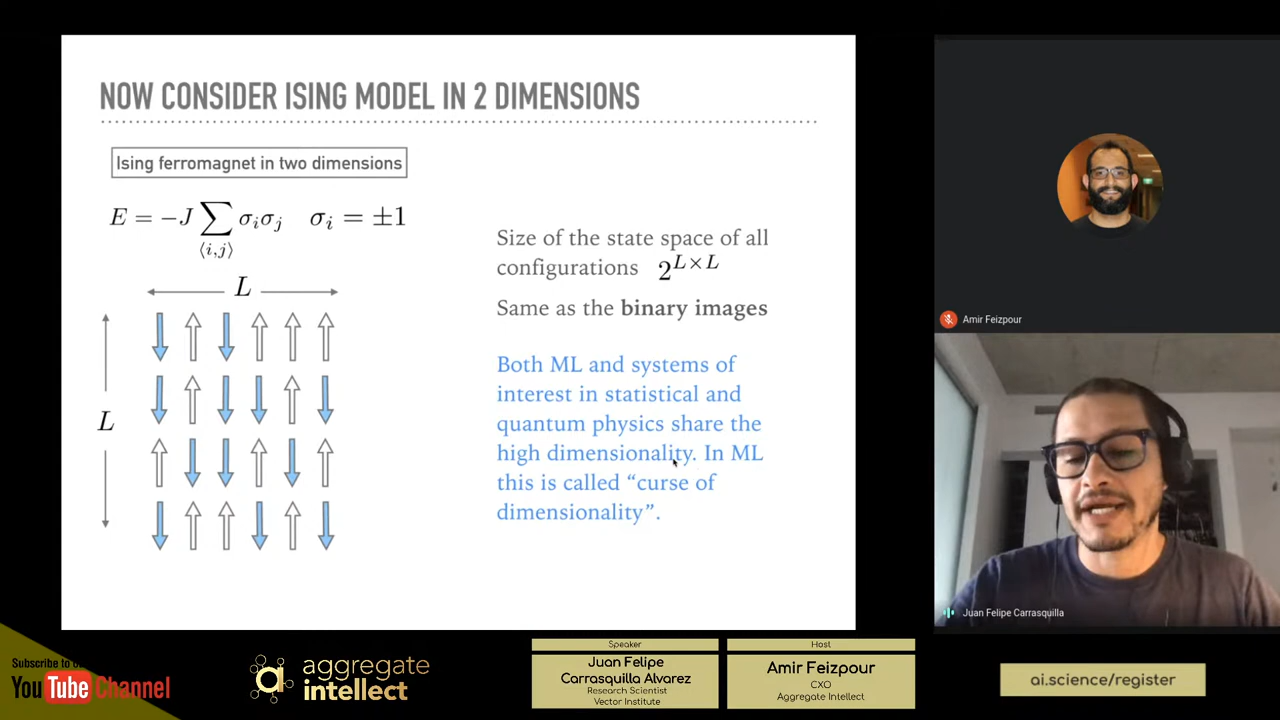 NOW CONSIDER ISING MODEL IN 2 DIMENSIONS
Ising ferromagnet in two dimensions
E = −J ∑⟨i,j⟩ σᵢσⱼ σᵢ = ±1
L
L
Size of the state space of all
configurations 2^{L×L}
Same as the binary images
Both ML and systems of
interest in statistical and
quantum physics share the
high dimensionality. In ML
this is called “curse of
dimensionality”.
Amir Feizpour
Juan Felipe Carrasquilla
Subscribe to
YouTube Channel
aggregate
intellect
Speaker
Juan Felipe
Carrasquilla Alvarez
Research Scientist
Vector Institute
Host
Amir Feizpour
CXO
Aggregate Intellect
ai.science/register